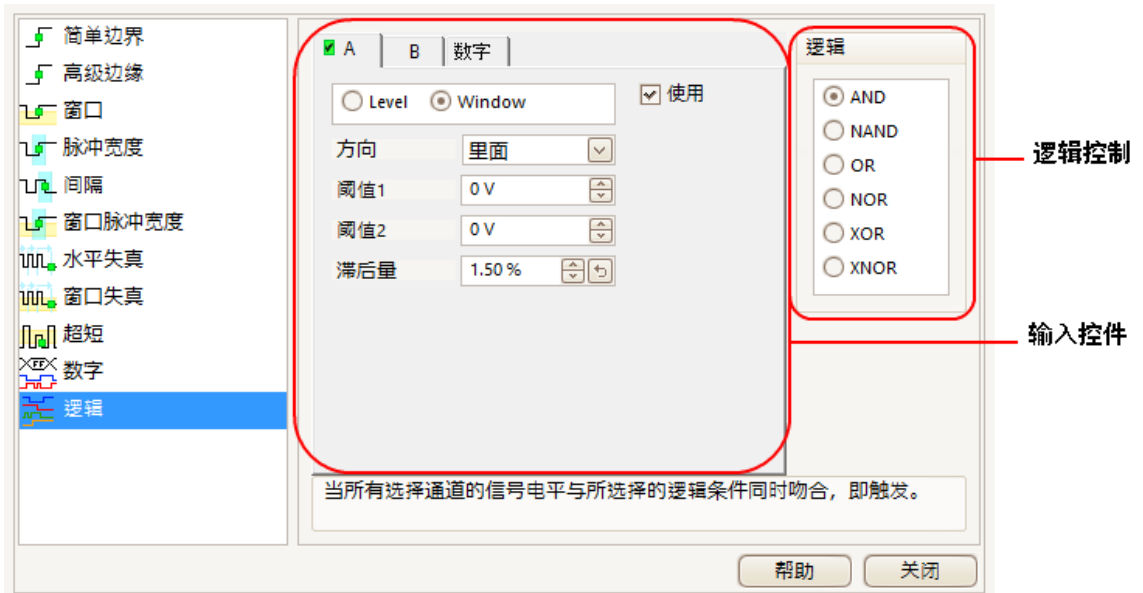 简单边界
高级边缘
窗口
脉冲宽度
间隔
窗口脉冲宽度
水平失真
窗口失真
超短
数字
逻辑
A
B
数字
Level
Window
使用
方向
里面
阈值1
0 V
阈值2
0 V
滞后量
1.50 %
逻辑
AND
NAND
OR
NOR
XOR
XNOR
逻辑控制
输入控件
当所有选择通道的信号电平与所选择的逻辑条件同时吻合，即触发。
帮助
关闭